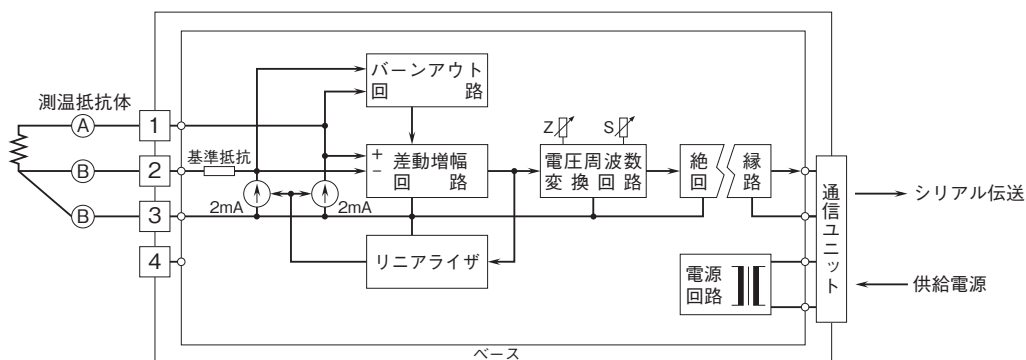 測温抵抗体
A
B
B
1
2
3
4
基準抵抗
2mA
2mA
バーンアウト
回路
+
−
差動増幅
回路
リニアライザ
Z
S
電圧周波数
変換回路
絶縁
回路
電源
回路
通信ユニット
シリアル伝送
供給電源
ベース